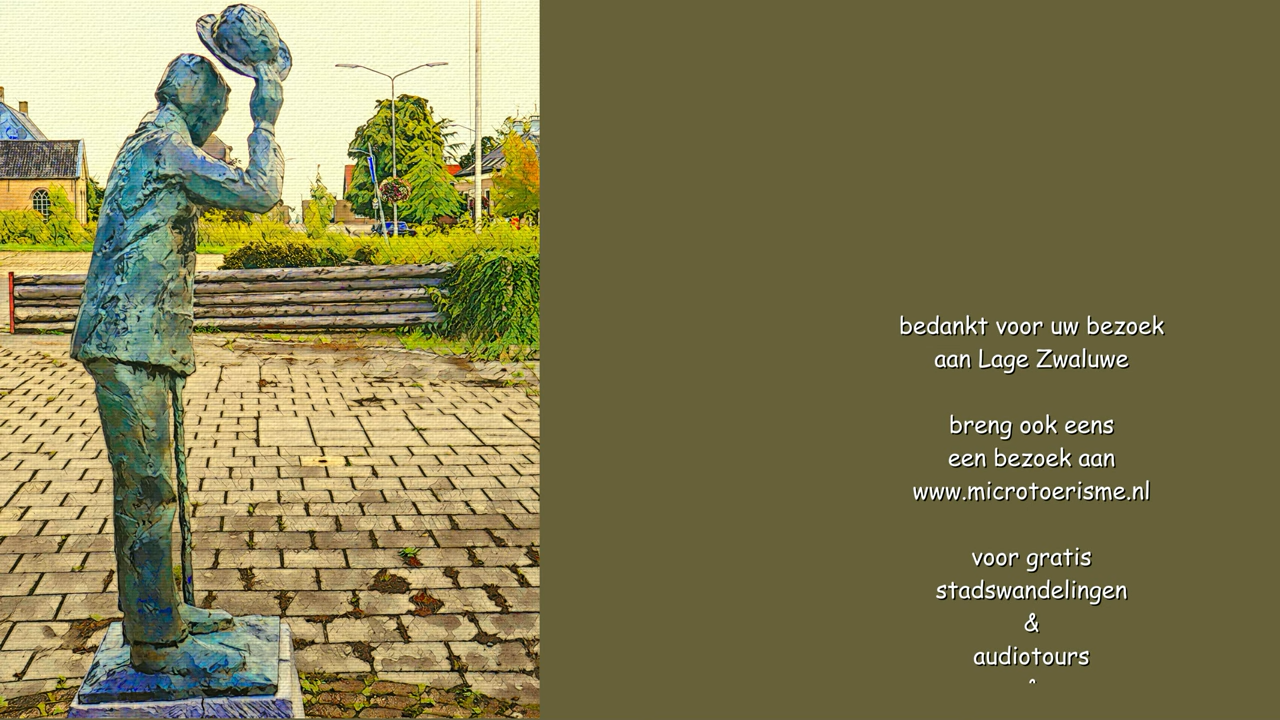 bedankt voor uw bezoek
aan Lage Zwaluwe
breng ook eens
een bezoek aan
www.microtoerisme.nl
voor gratis
stadswandelingen
&
audiotours